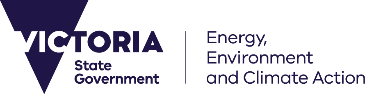 VICTORIA
State
Government
Energy,
Environment
and Climate Action